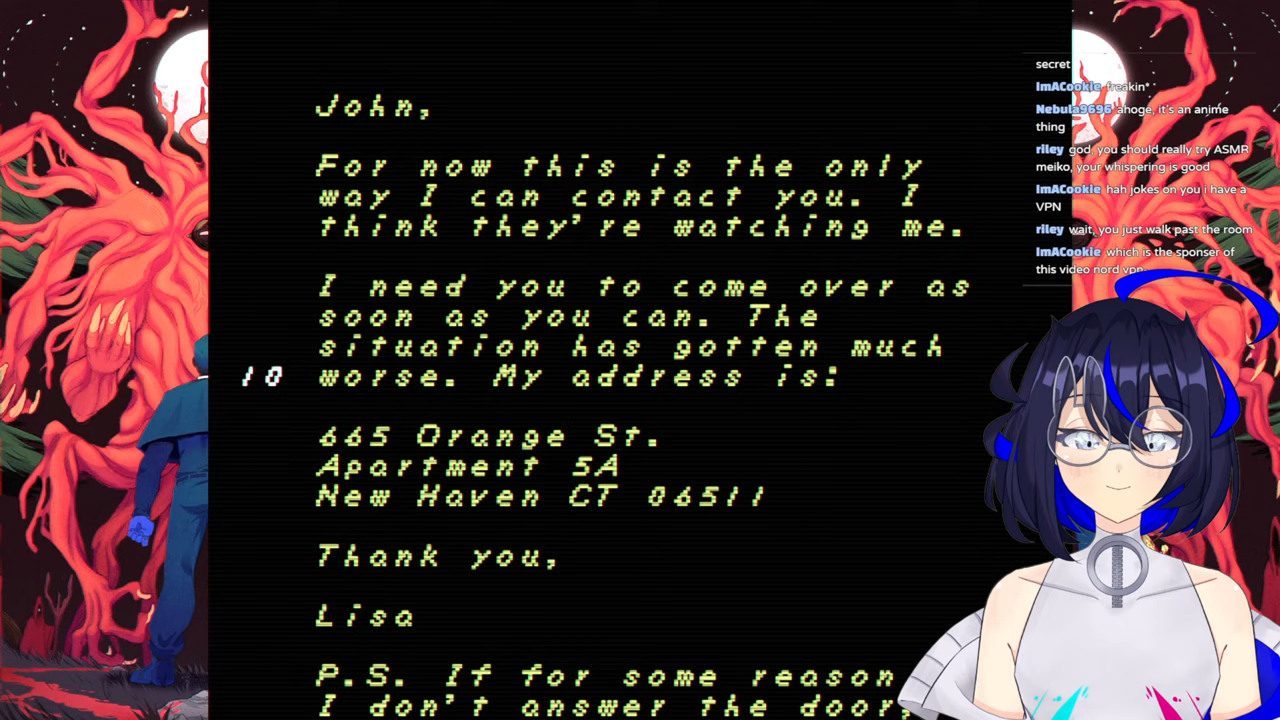 John,
For now this is the only
way I can contact you. I
think they're watching me.
I need you to come over as
soon as you can. The
situation has gotten much
10 worse. My address is:
665 Orange St.
Apartment 5A
New Haven CT 06511
Thank you,
Lisa
P.S. If for some reason
I don't answer the door,
secret
ImACookie freakin*
Nebula9696 ahoge, it's an anime
thing
riley god, you should really try ASMR
meiko, your whispering is good
ImACookie hah jokes on you i have a
VPN
riley wait, you just walk past the room
ImACookie which is the sponser of
this video nord vpn